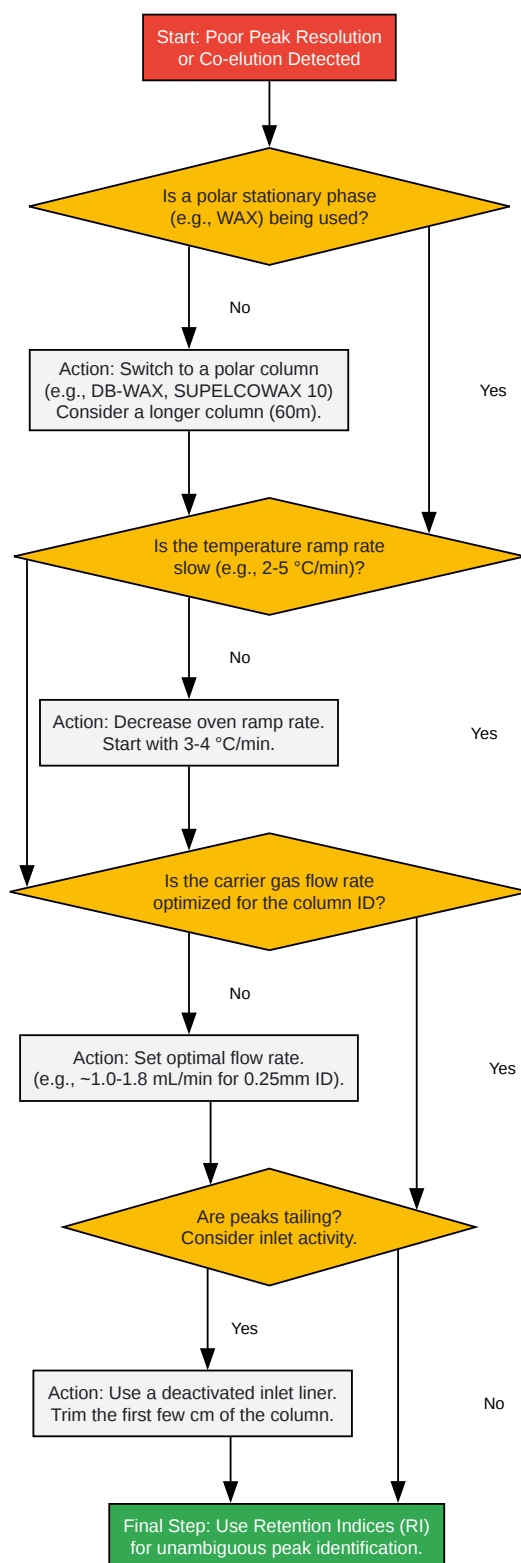 Start: Poor Peak Resolution
or Co-elution Detected
Is a polar stationary phase
(e.g., WAX) being used?
No
Action: Switch to a polar column
(e.g., DB-WAX, SUPELCOWAX 10)
Consider a longer column (60m).
Yes
Is the temperature ramp rate
slow (e.g., 2-5 °C/min)?
No
Action: Decrease oven ramp rate.
Start with 3-4 °C/min.
Yes
Is the carrier gas flow rate
optimized for the column ID?
No
Action: Set optimal flow rate.
(e.g., ~1.0-1.8 mL/min for 0.25mm ID).
Yes
Are peaks tailing?
Consider inlet activity.
Yes
Action: Use a deactivated inlet liner.
Trim the first few cm of the column.
No
Final Step: Use Retention Indices (RI)
for unambiguous peak identification.